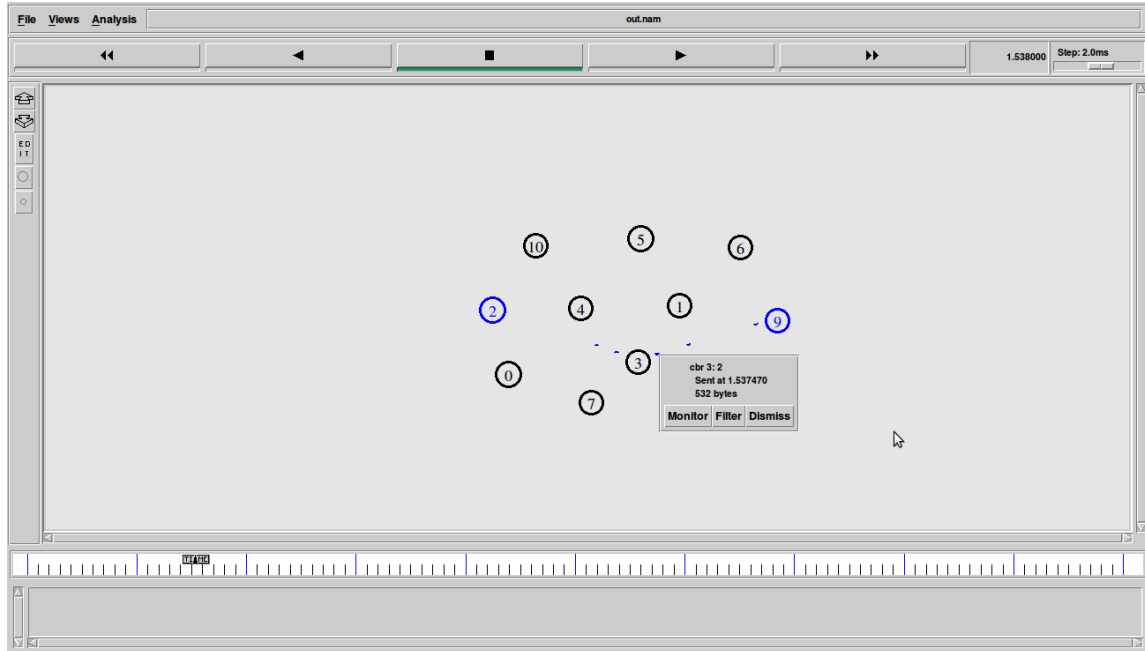 File Views Analysis out.nam
1.538000 Step: 2.0ms
E D
I T
5
10 6
1
4
2
9
3
0
7
cbr 3: 2
Sent at 1.537470
532 bytes
Monitor Filter Dismiss
TIME